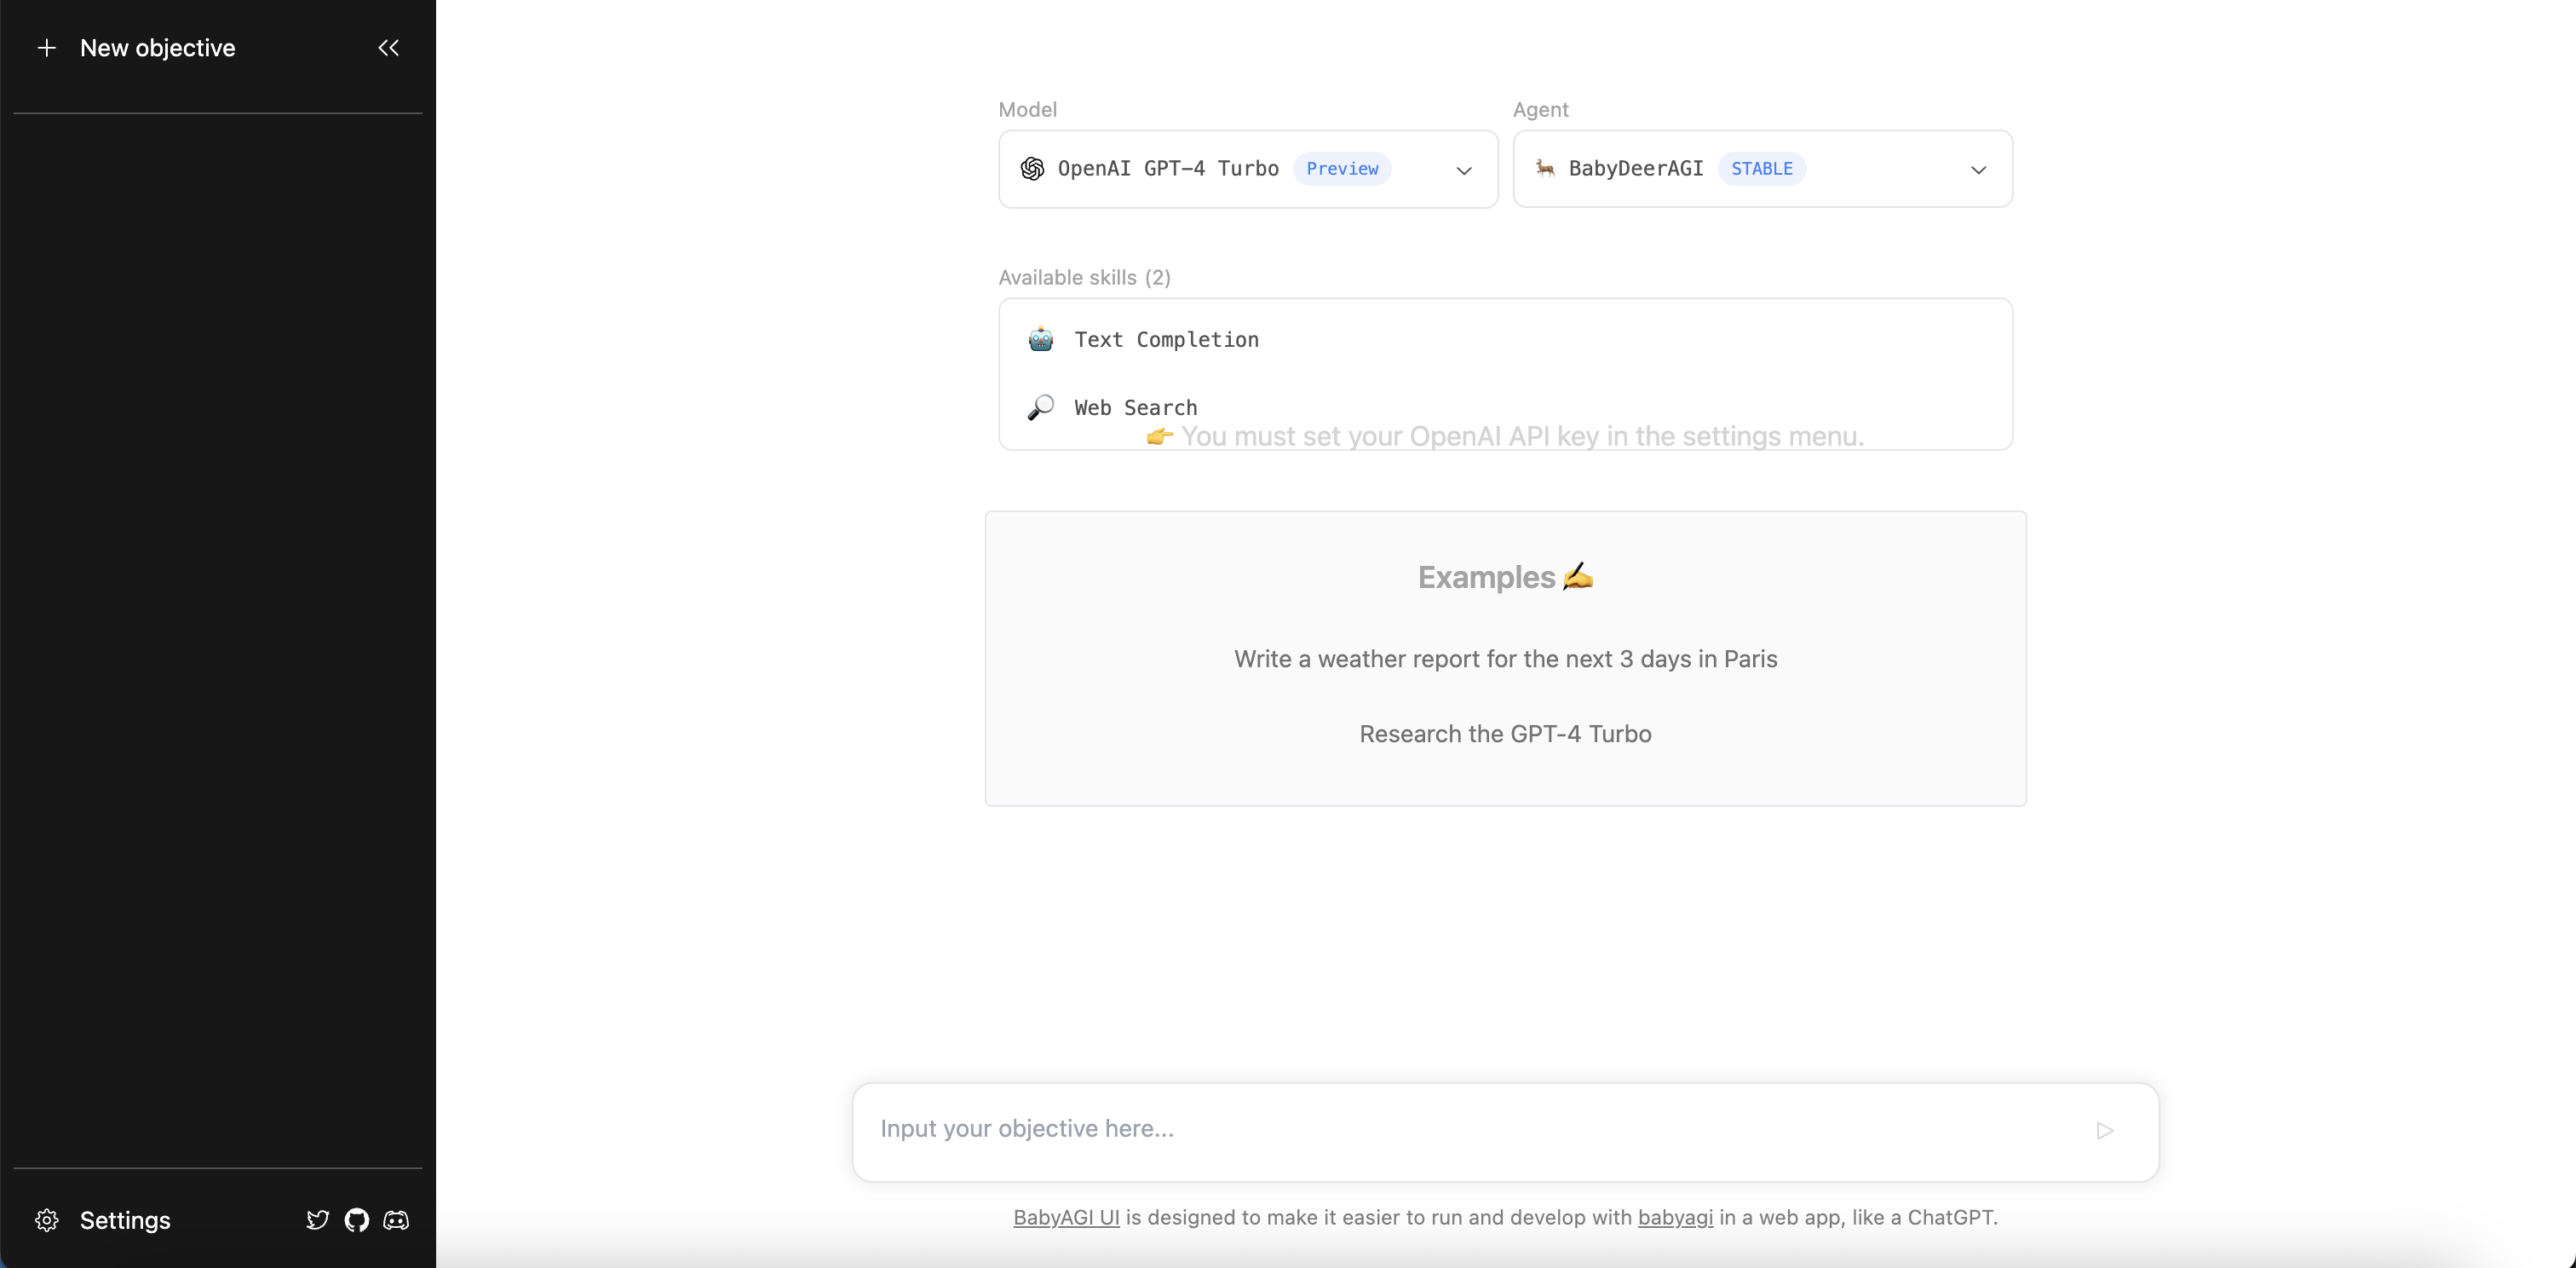 New objective
Model
Agent
OpenAI GPT-4 Turbo Preview
BabyDeerAGI STABLE
Available skills (2)
Text Completion
Web Search
You must set your OpenAI API key in the settings menu.
Examples
Write a weather report for the next 3 days in Paris
Research the GPT-4 Turbo
Input your objective here...
Settings
BabyAGI UI is designed to make it easier to run and develop with babyagi in a web app, like a ChatGPT.